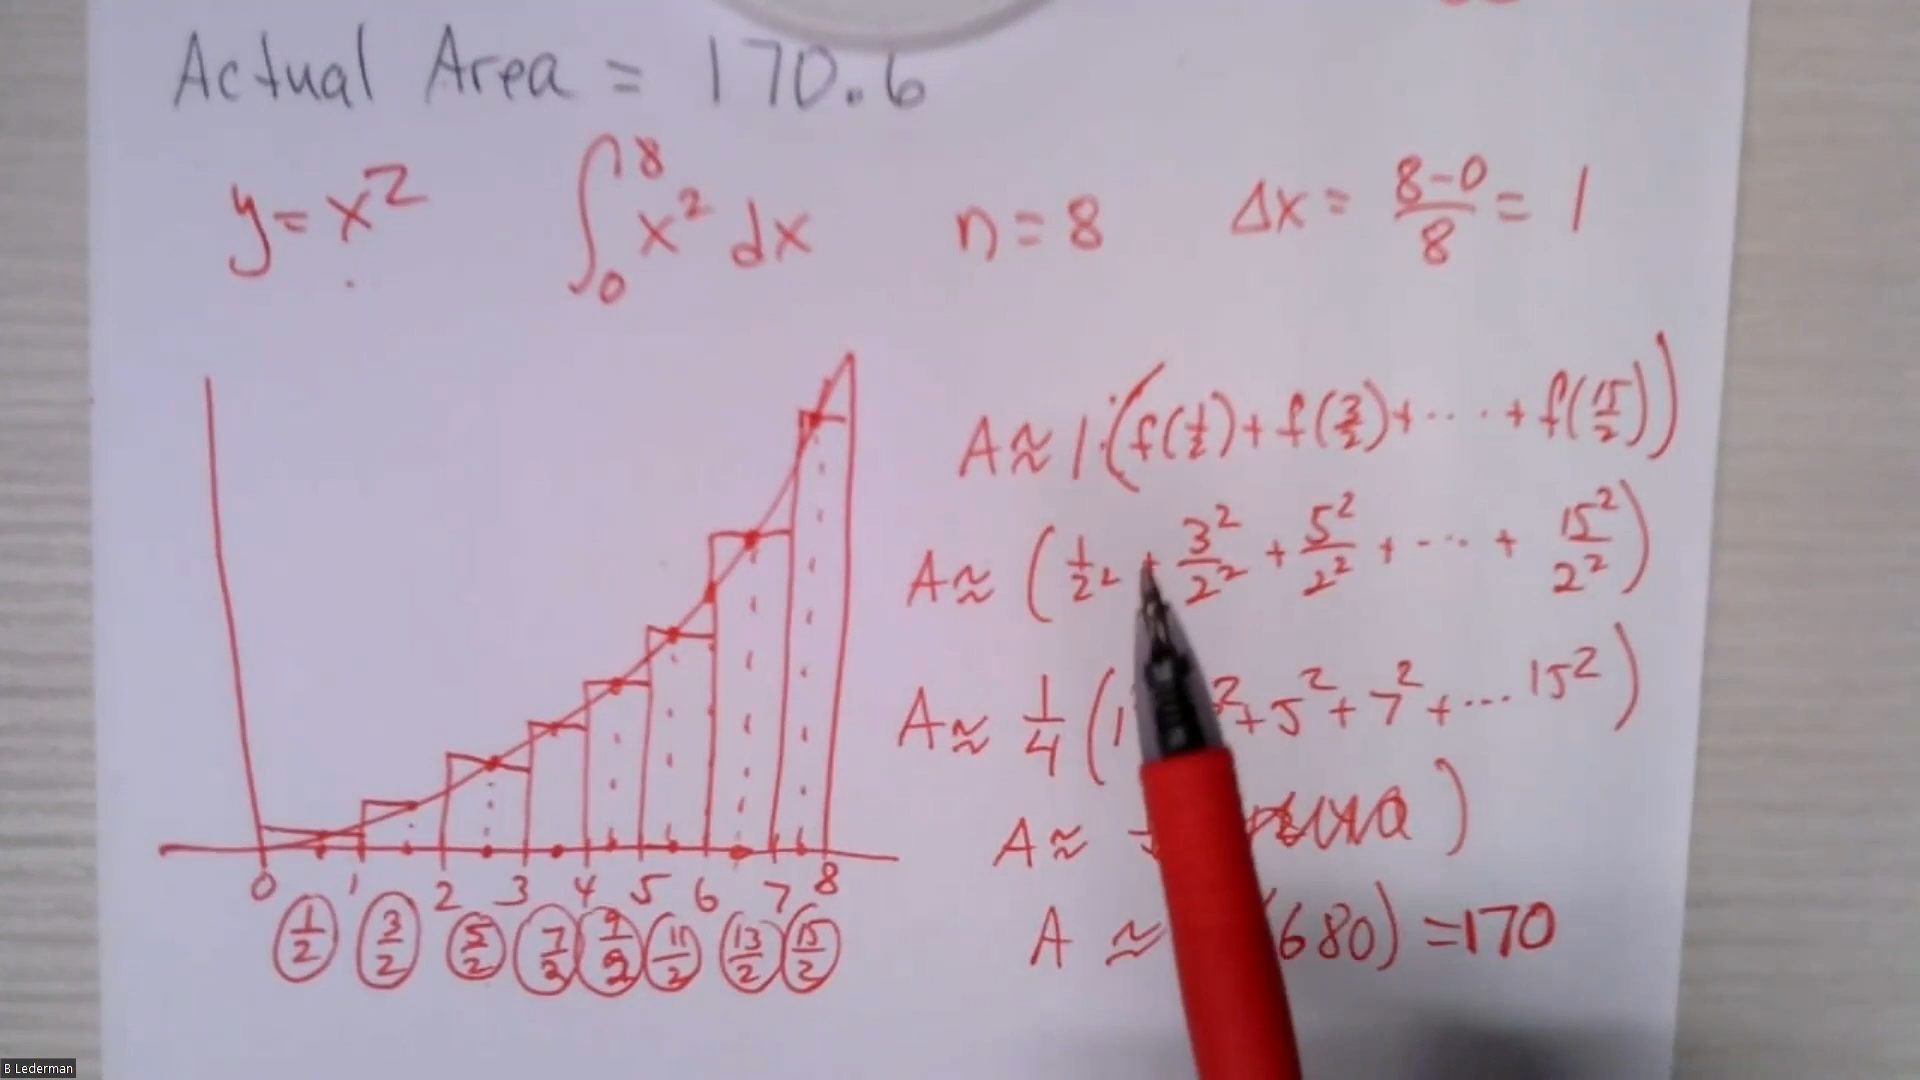 Actual Area = 170.6
y = x² ∫₀⁸ x² dx n = 8 Δx = (8-0)/8 = 1
A ≈ 1·(f(1/2) + f(3/2) + ···· + f(15/2))
A ≈ (1/2² + 3²/2² + 5²/2² + ··· + 15²/2²)
A ≈ 1/4 (1 ² + 5² + 7² + ··· 15²)
A ≈ )
A ≈ (680) = 170
0 1 2 3 4 5 6 7 8
1/2 3/2 5/2 7/2 9/2 11/2 13/2 15/2
B Lederman